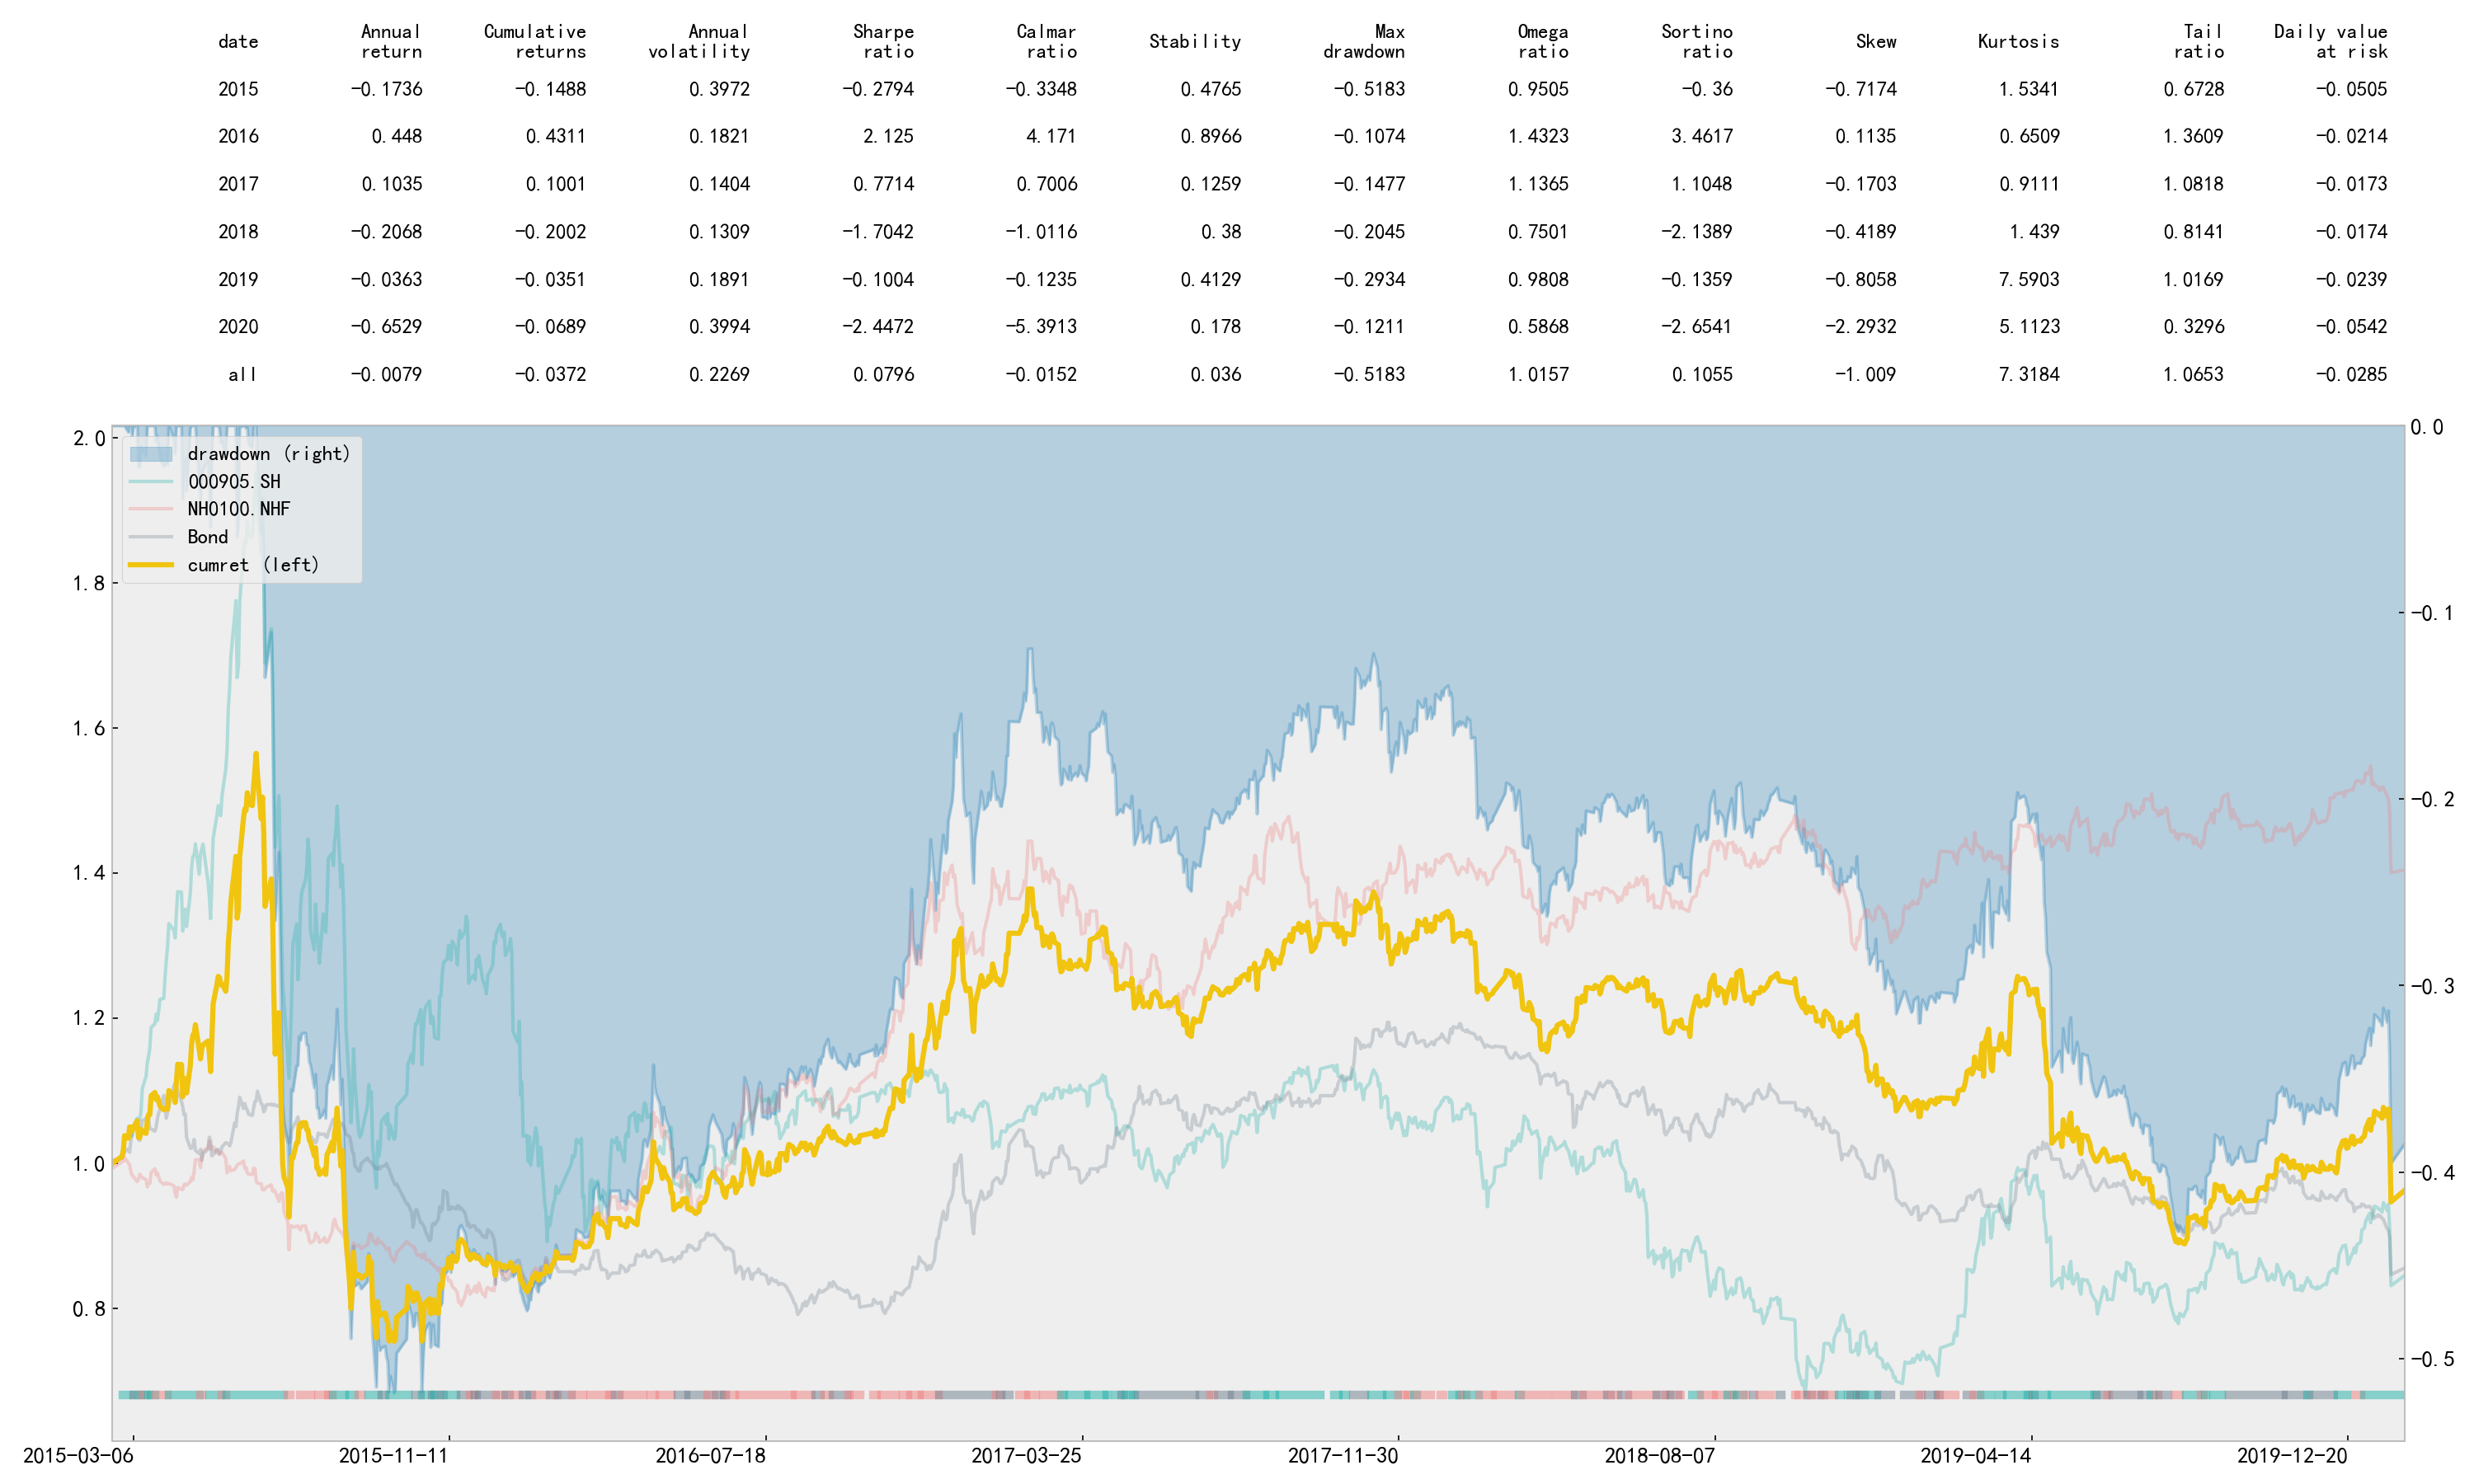 date Annual return Cumulative returns Annual volatility Sharpe ratio Calmar ratio Stability Max drawdown Omega ratio Sortino ratio Skew Kurtosis Tail ratio Daily value at risk
2015 -0.1736 -0.1488 0.3972 -0.2794 -0.3348 0.4765 -0.5183 0.9505 -0.36 -0.7174 1.5341 0.6728 -0.0505
2016 0.448 0.4311 0.1821 2.125 4.171 0.8966 -0.1074 1.4323 3.4617 0.1135 0.6509 1.3609 -0.0214
2017 0.1035 0.1001 0.1404 0.7714 0.7006 0.1259 -0.1477 1.1365 1.1048 -0.1703 0.9111 1.0818 -0.0173
2018 -0.2068 -0.2002 0.1309 -1.7042 -1.0116 0.38 -0.2045 0.7501 -2.1389 -0.4189 1.439 0.8141 -0.0174
2019 -0.0363 -0.0351 0.1891 -0.1004 -0.1235 0.4129 -0.2934 0.9808 -0.1359 -0.8058 7.5903 1.0169 -0.0239
2020 -0.6529 -0.0689 0.3994 -2.4472 -5.3913 0.178 -0.1211 0.5868 -2.6541 -2.2932 5.1123 0.3296 -0.0542
all -0.0079 -0.0372 0.2269 0.0796 -0.0152 0.036 -0.5183 1.0157 0.1055 -1.009 7.3184 1.0653 -0.0285
2.0
1.8
1.6
1.4
1.2
1.0
0.8
drawdown (right)
000905.SH
NH0100.NHF
Bond
cumret (left)
0.0
-0.1
-0.2
-0.3
-0.4
-0.5
2015-03-06 2015-11-11 2016-07-18 2017-03-25 2017-11-30 2018-08-07 2019-04-14 2019-12-20